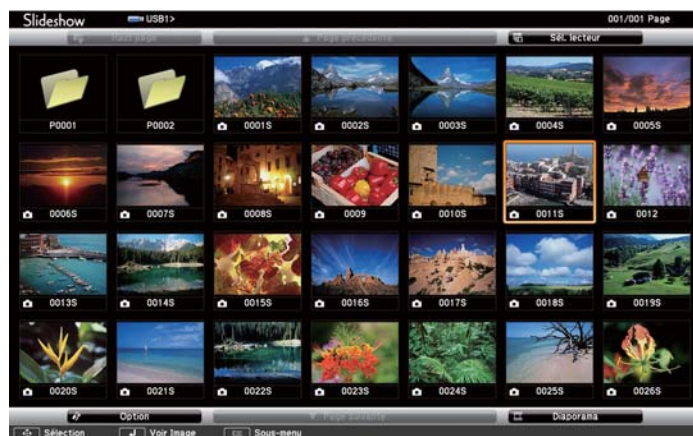 Slideshow USB1> 001/001 Page
Page précédente Sél. lecteur
P0001 P0002 0001S 0002S 0003S 0004S 0005S
0006S 0007S 0008S 0009 0010S 0011S 0012
0013S 0014S 0015S 0016S 0017S 0018S 0019S
0020S 0021S 0022S 0023S 0024S 0025S 0026S
Option Page suivante Diaporama
Sélection Voir Image Esc Sous-menu